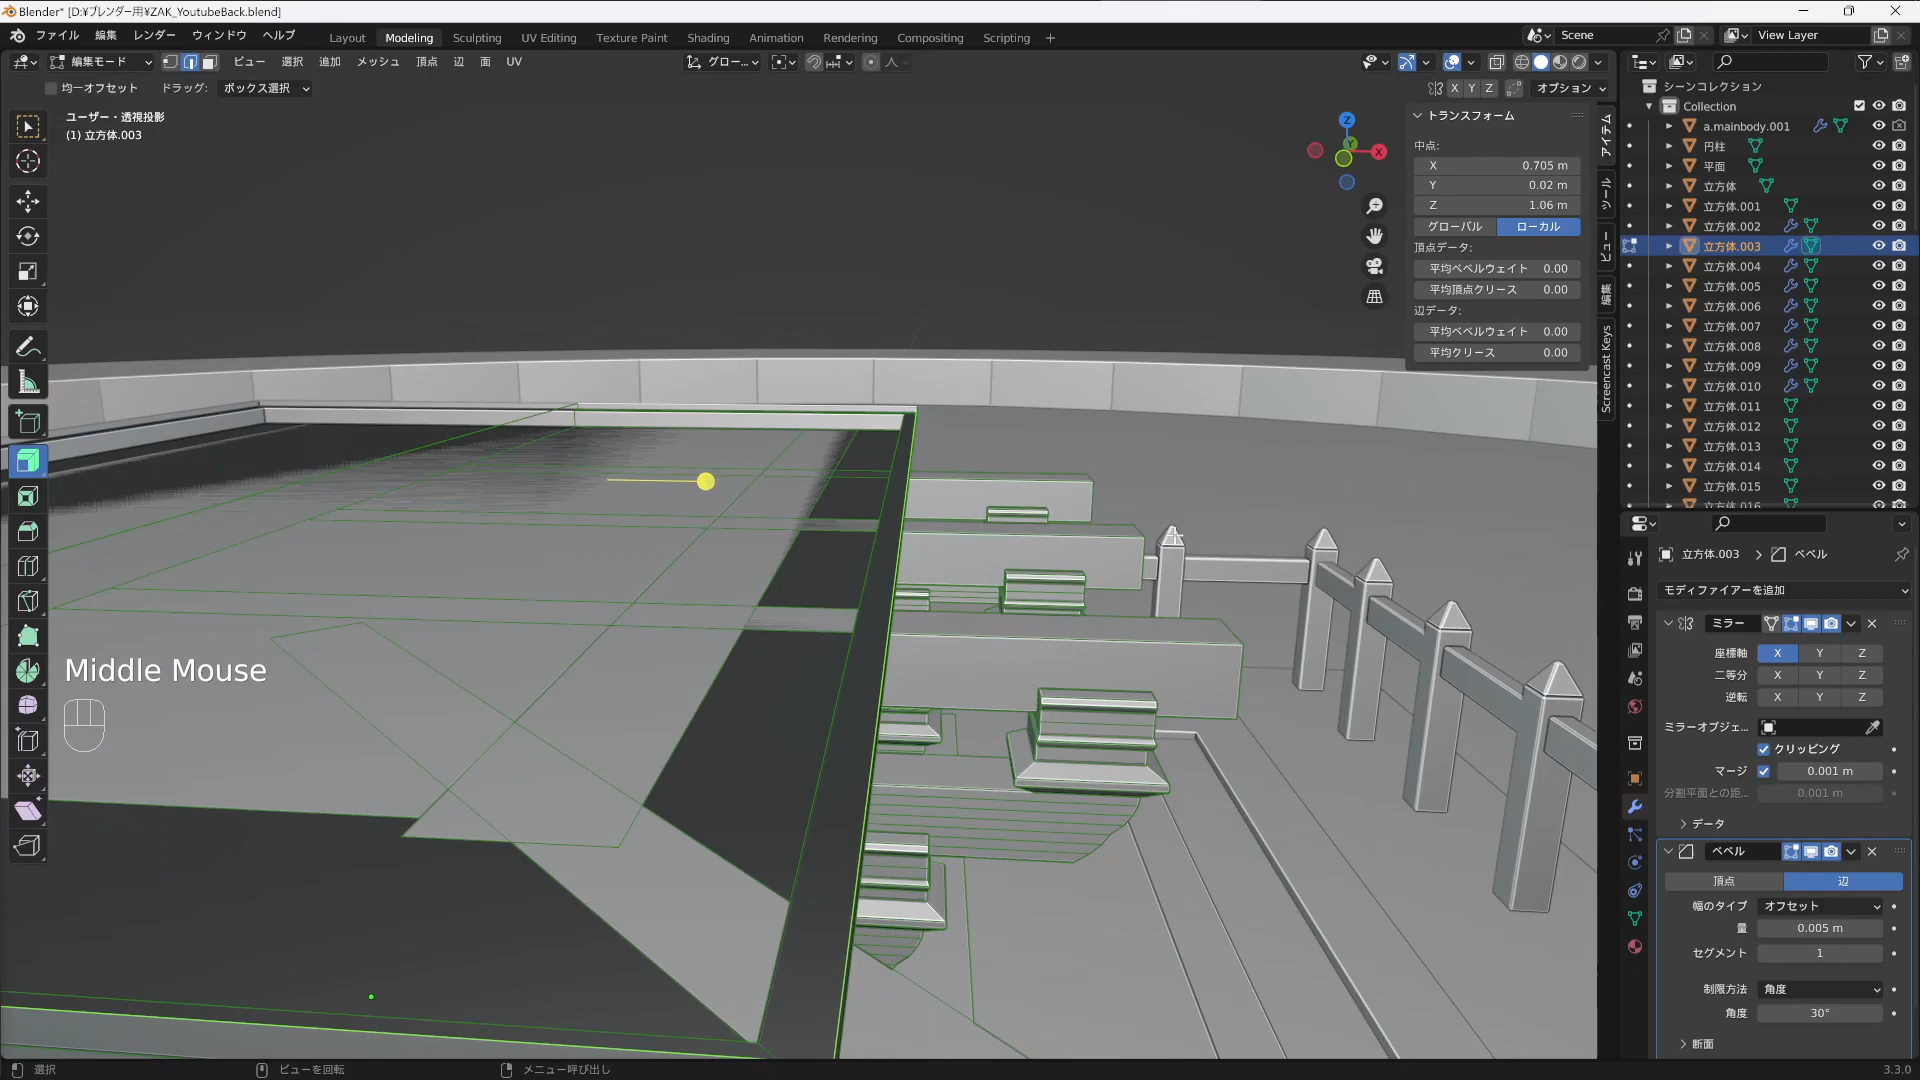 Blender* [D:¥ブレンダー用¥ZAK_YoutubeBack.blend]
ファイル 編集 レンダー ウィンドウ ヘルプ Layout Modeling Sculpting UV Editing Texture Paint Shading Animation Rendering Compositing Scripting + Scene View Layer
編集モード ビュー 選択 追加 メッシュ 頂点 辺 面 UV グロー...
均一オフセット ドラッグ: ボックス選択 X Y Z オプション
ユーザー・透視投影
(1) 立方体.003
Z
Y
X
トランスフォーム
中点:
X 0.705 m
Y 0.02 m
Z 1.06 m
グローバル ローカル
頂点データ:
平均ベベルウェイト 0.00
平均頂点クリース 0.00
辺データ:
平均ベベルウェイト 0.00
平均クリース 0.00
アイテム
ツール
ビュー
編集
Screencast Keys
シーンコレクション
Collection
a.mainbody.001
円柱
平面
立方体
立方体.001
立方体.002
立方体.003
立方体.004
立方体.005
立方体.006
立方体.007
立方体.008
立方体.009
立方体.010
立方体.011
立方体.012
立方体.013
立方体.014
立方体.015
立方体.016
立方体.003 > ベベル
モディファイアーを追加
ミラー
座標軸 X Y Z
二等分 X Y Z
逆転 X Y Z
ミラーオブジェ...
クリッピング
マージ 0.001 m
分割平面との距... 0.001 m
データ
ベベル
頂点 辺
幅のタイプ オフセット
量 0.005 m
セグメント 1
制限方法 角度
角度 30°
断面
Middle Mouse
選択 ビューを回転 メニュー呼び出し 3.3.0